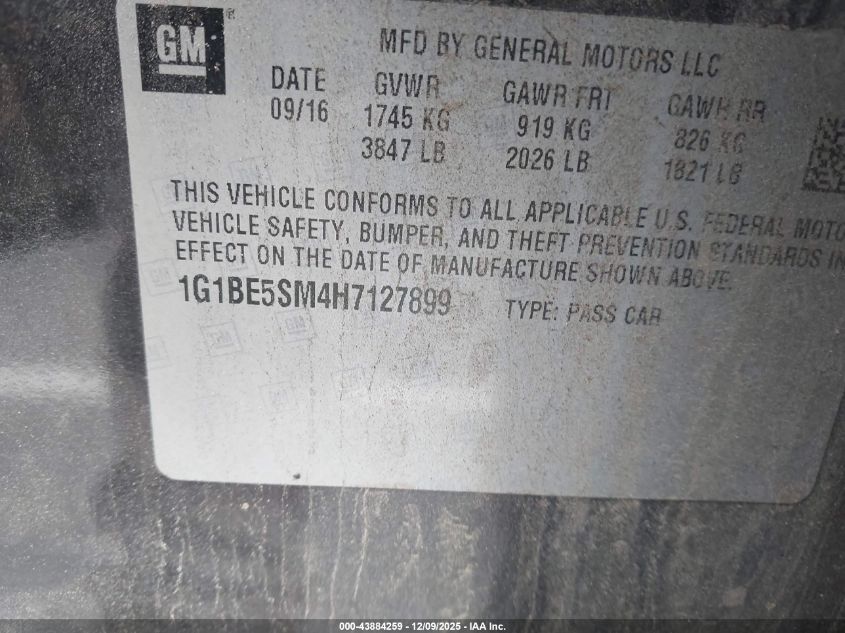 GM®
MFD BY GENERAL MOTORS LLC
DATE GVWR GAWR FRT GAWR RR
09/16 1745 KG 919 KG 826 KG
3847 LB 2026 LB 1821 LB
THIS VEHICLE CONFORMS TO ALL APPLICABLE U.S. FEDERAL MOTO
VEHICLE SAFETY, BUMPER, AND THEFT PREVENTION STANDARDS IN
EFFECT ON THE DATE OF MANUFACTURE SHOWN ABOVE.
1G1BE5SM4H7127899 TYPE: PASS CAR
000-43884259 - 12/09/2025 - IAA Inc.